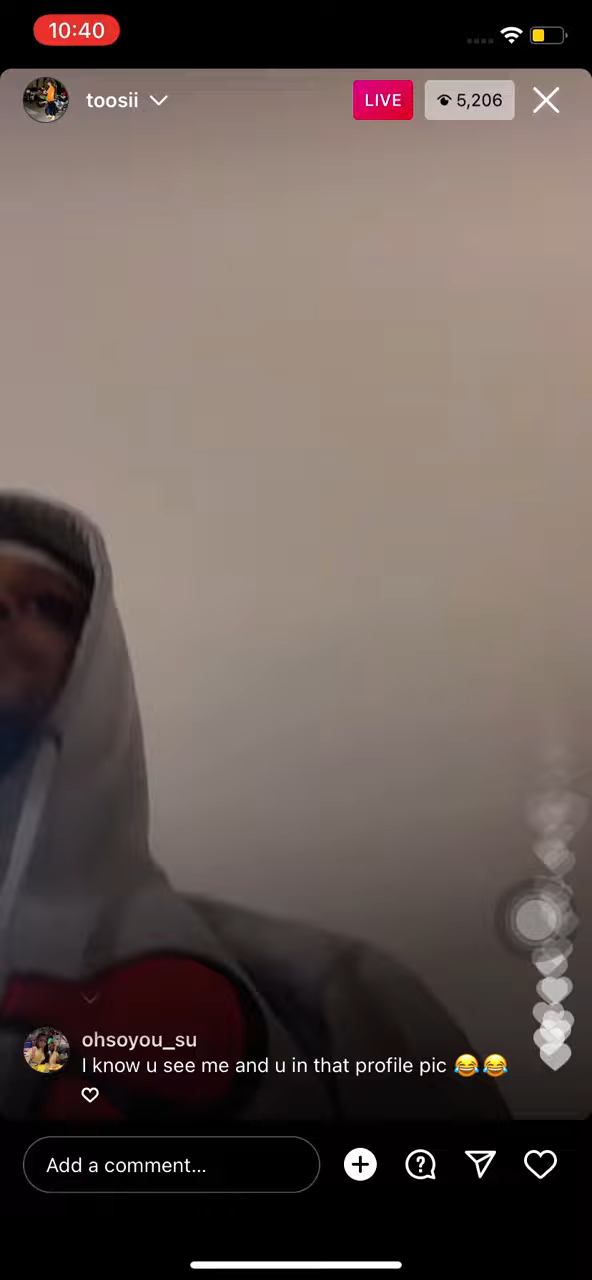 10:40
toosii
LIVE
5,206
ohsoyou_su
I know u see me and u in that profile pic 😂😂
Add a comment...